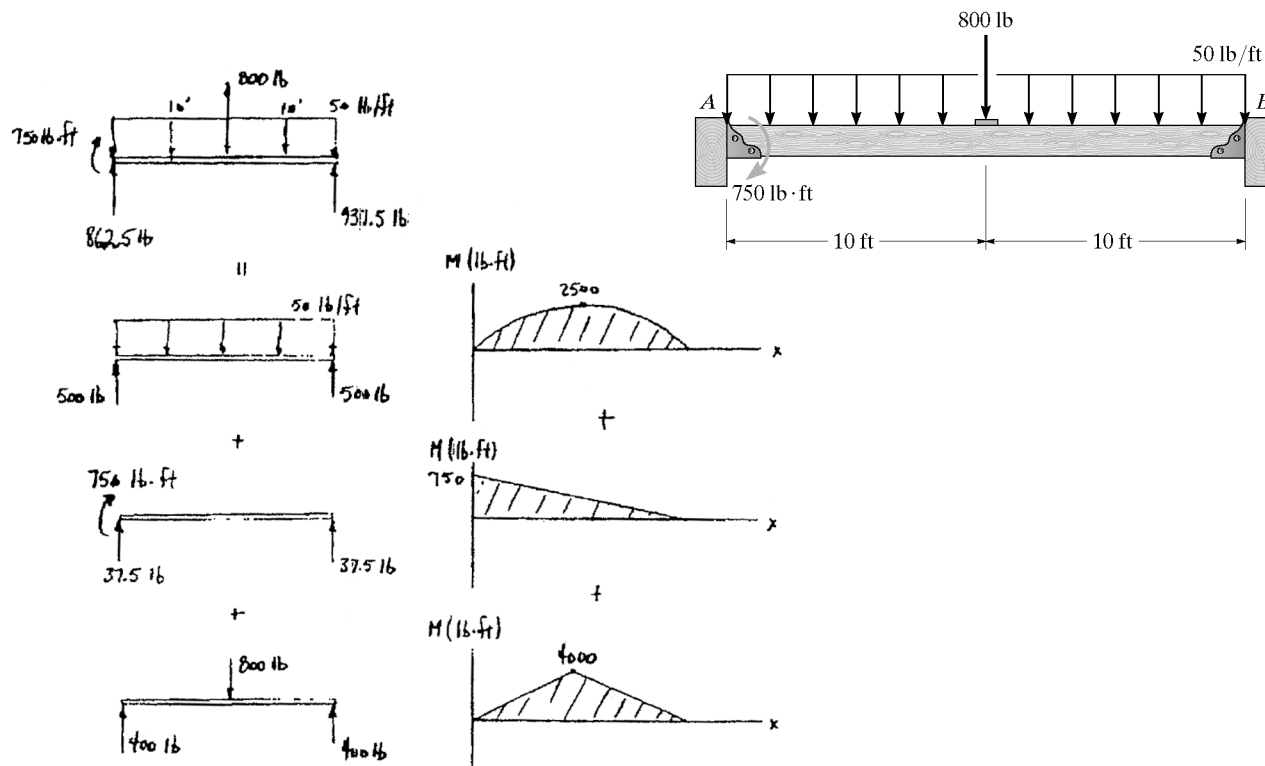 800 lb
10'
10'
50 lb/ft
750 lb.ft
862.5 lb
937.5 lb
=
50 lb/ft
500 lb
500 lb
M (lb.ft)
2500
x
+
+
750 lb.ft
37.5 lb
37.5 lb
M (lb.ft)
750
x
+
+
800 lb
400 lb
400 lb
M (lb.ft)
4000
x
800 lb
50 lb/ft
A
B
750 lb·ft
10 ft
10 ft